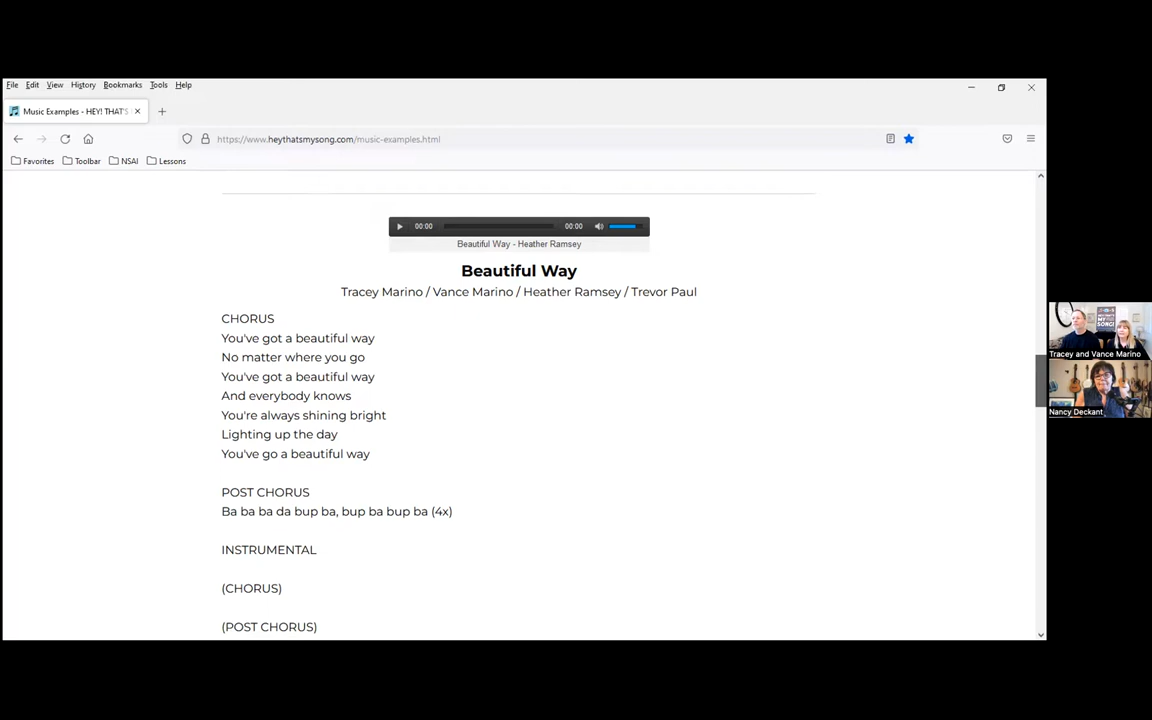 File Edit View History Bookmarks Tools Help
Music Examples - HEY! THAT'S
https://www.heythatsmysong.com/music-examples.html
Favorites Toolbar NSAI Lessons
00:00 00:00
Beautiful Way - Heather Ramsey
Beautiful Way
Tracey Marino / Vance Marino / Heather Ramsey / Trevor Paul
CHORUS
You've got a beautiful way
No matter where you go
You've got a beautiful way
And everybody knows
You're always shining bright
Lighting up the day
You've go a beautiful way
POST CHORUS
Ba ba ba da bup ba, bup ba bup ba (4x)
INSTRUMENTAL
(CHORUS)
(POST CHORUS)
MY
SONG!
Tracey and Vance Marino
Nancy Deckant